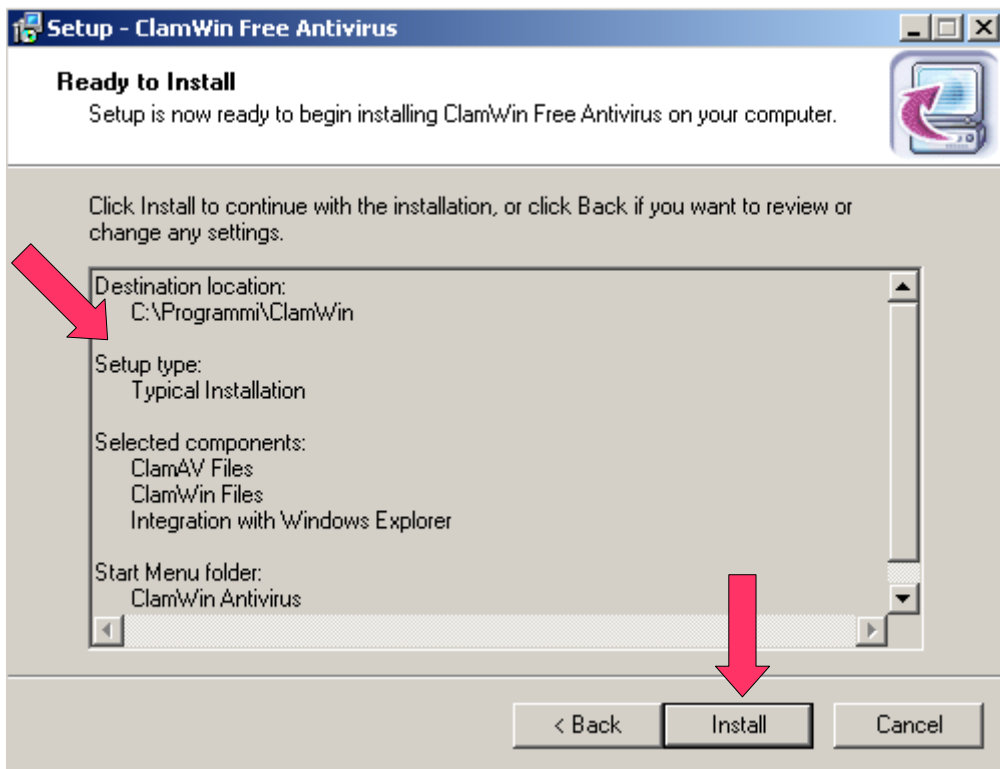 Setup - ClamWin Free Antivirus
Ready to Install
Setup is now ready to begin installing ClamWin Free Antivirus on your computer.
Click Install to continue with the installation, or click Back if you want to review or
change any settings.
Destination location:
C:\Programmi\ClamWin
Setup type:
Typical Installation
Selected components:
ClamAV Files
ClamWin Files
Integration with Windows Explorer
Start Menu folder:
ClamWin Antivirus
< Back
Install
Cancel